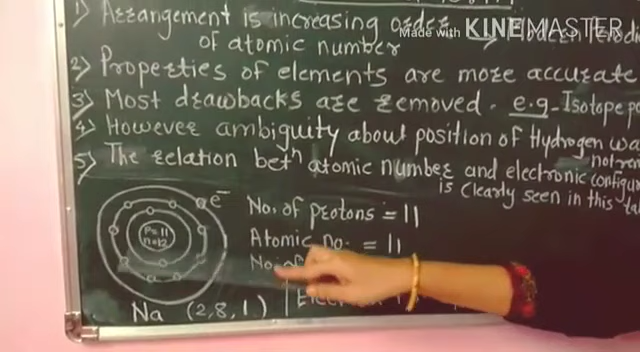 Made with KINEMASTER
1) Arrangement is increasing order
of atomic number
2) Properties of elements are more accurate
3) Most drawbacks are removed. e.g - Isotope
4) However ambiguity about position of Hydrogen
5) The relation betn atomic number and electronic
is clearly seen in this
e-
P=11
n=12
No. of protons = 11
Atomic no. = 11
No. of
Na (2,8,1)